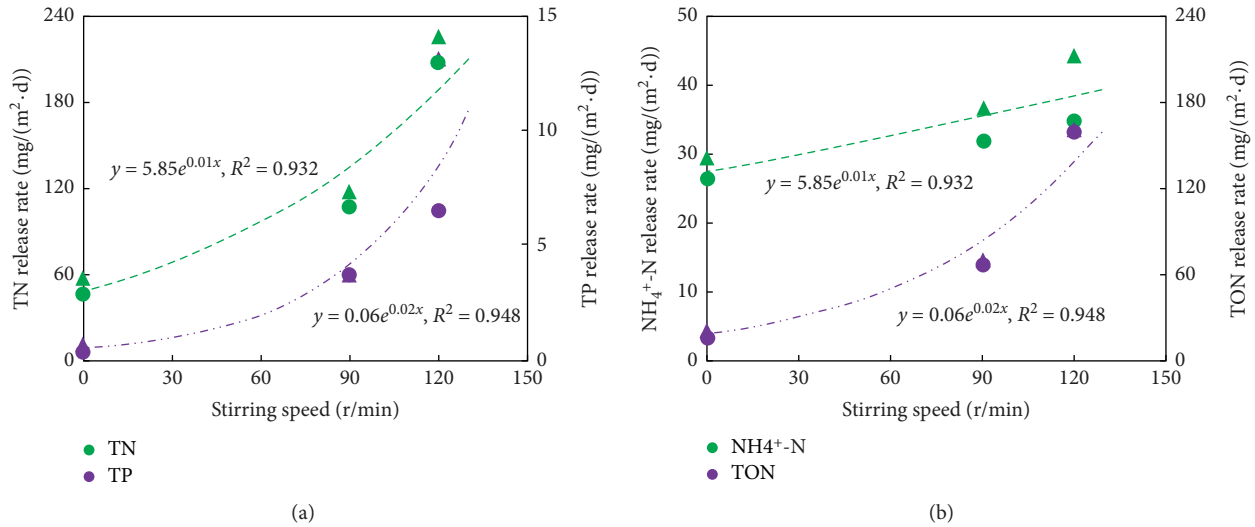 240
180
120
60
0
TN release rate (mg/(m²·d))
15
10
5
0
TP release rate (mg/(m²·d))
y = 5.85e^0.01x, R² = 0.932
y = 0.06e^0.02x, R² = 0.948
0 30 60 90 120 150
Stirring speed (r/min)
TN
TP
(a)
50
40
30
20
10
0
NH₄⁺-N release rate (mg/(m²·d))
240
180
120
60
0
TON release rate (mg/(m²·d))
y = 5.85e^0.01x, R² = 0.932
y = 0.06e^0.02x, R² = 0.948
0 30 60 90 120 150
Stirring speed (r/min)
NH4⁺-N
TON
(b)